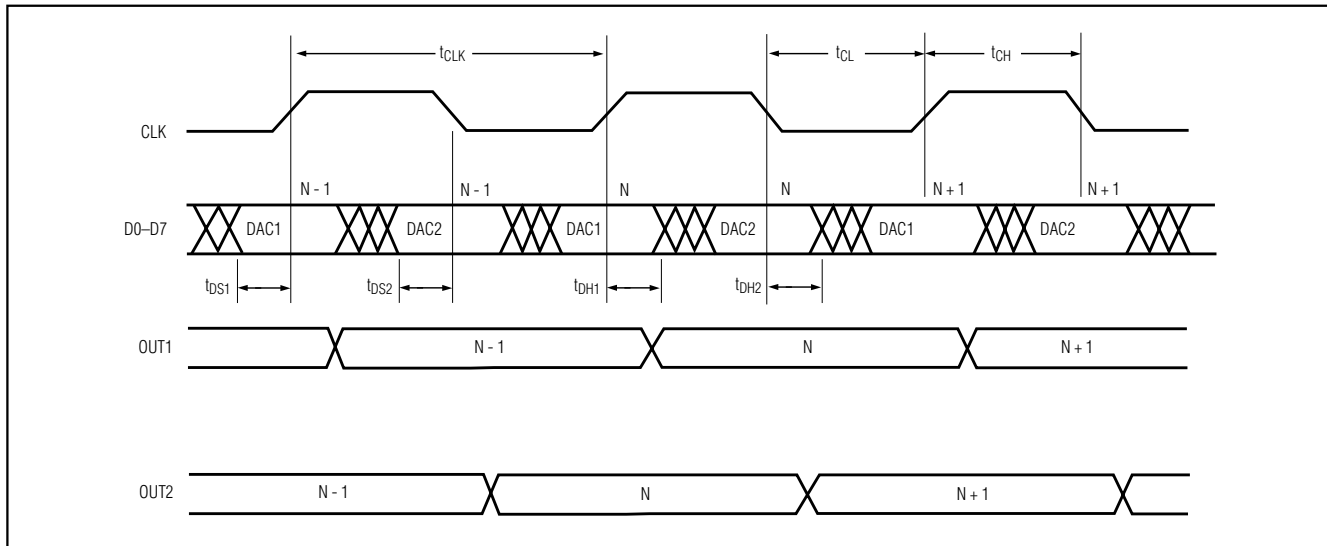 tCLK
tCL
tCH
CLK
N - 1
N - 1
N
N
N + 1
N + 1
D0–D7
DAC1
DAC2
DAC1
DAC2
DAC1
DAC2
tDS1
tDS2
tDH1
tDH2
OUT1
N - 1
N
N + 1
OUT2
N - 1
N
N + 1